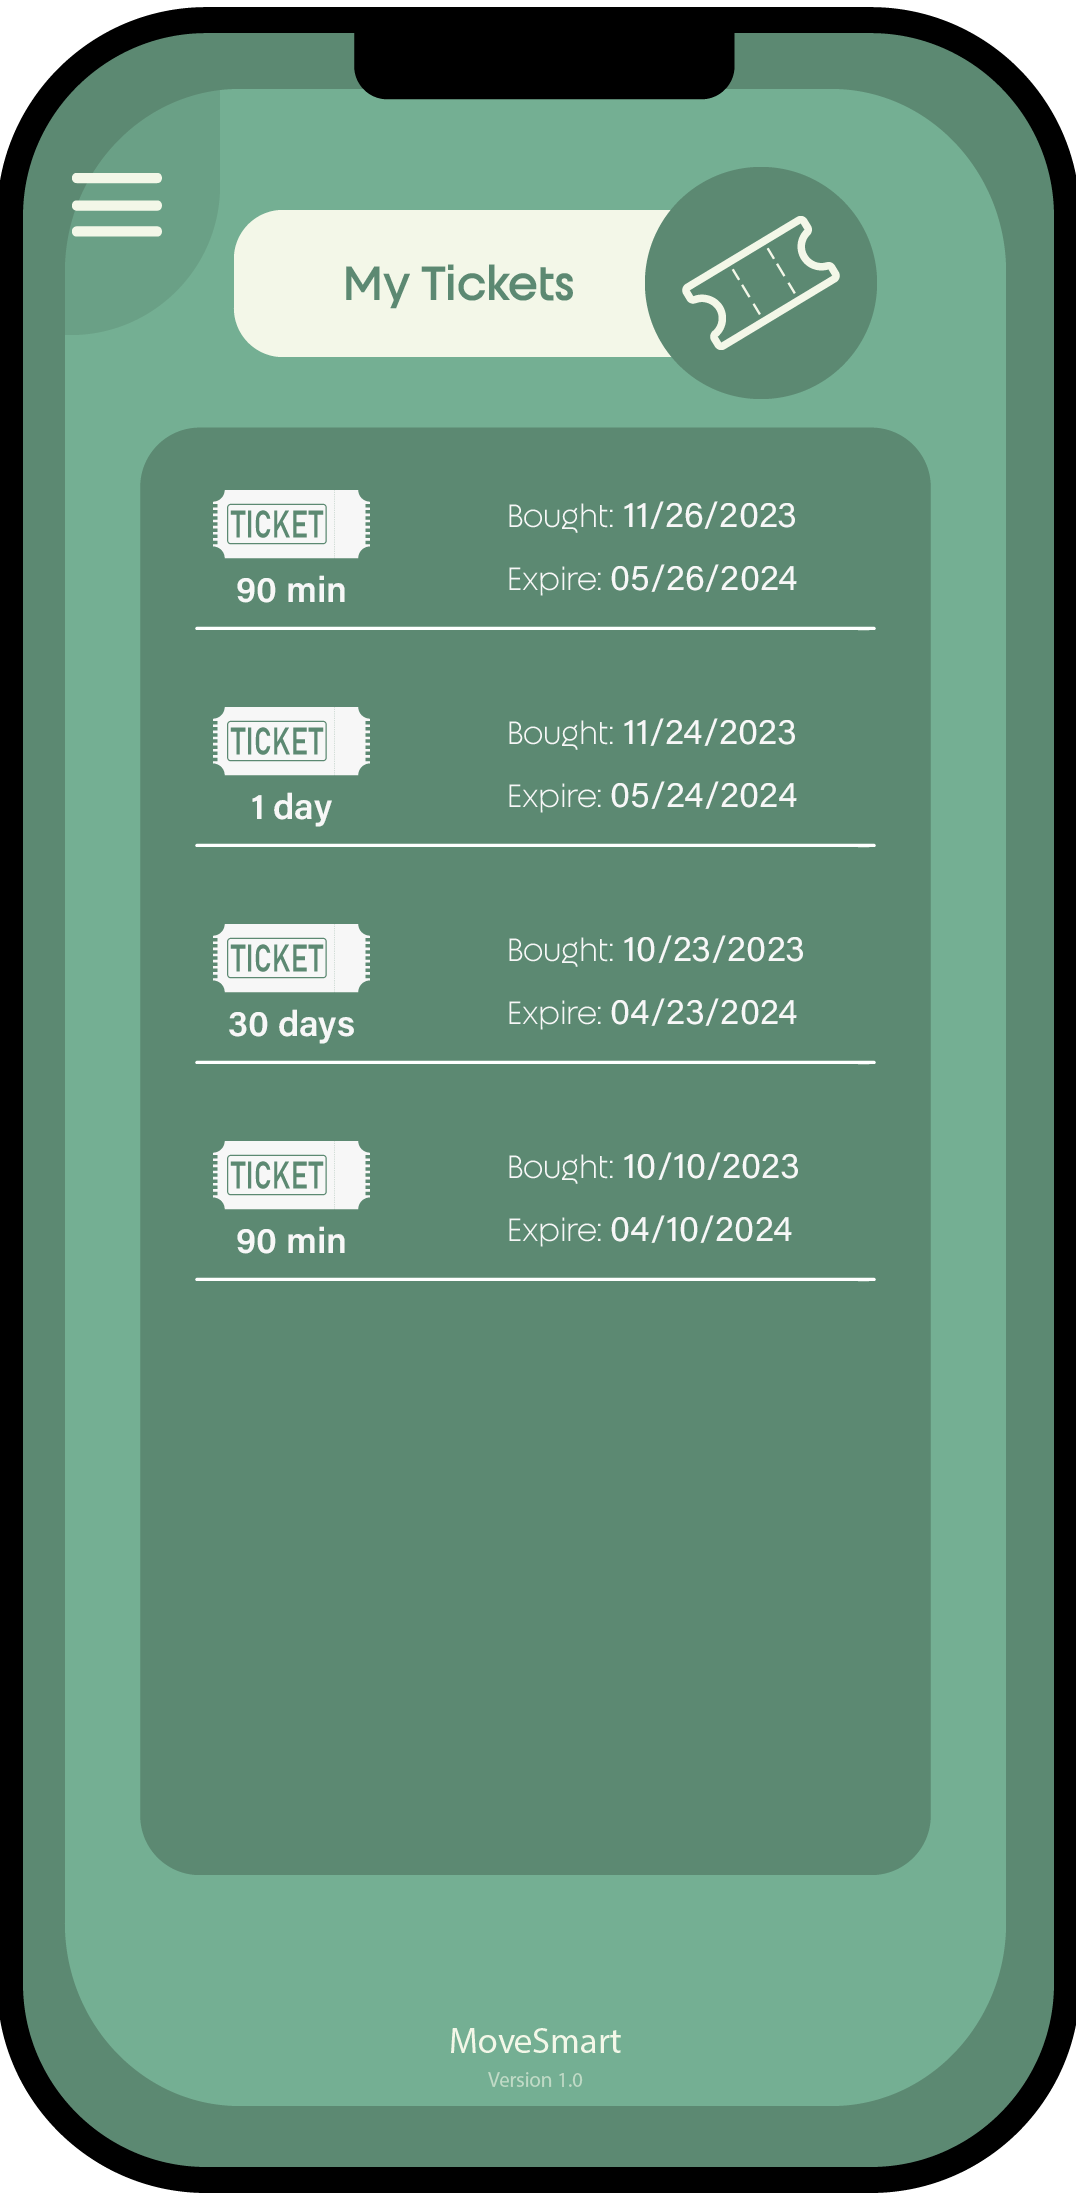 My Tickets
TICKET
90 min
Bought: 11/26/2023
Expire: 05/26/2024
TICKET
1 day
Bought: 11/24/2023
Expire: 05/24/2024
TICKET
30 days
Bought: 10/23/2023
Expire: 04/23/2024
TICKET
90 min
Bought: 10/10/2023
Expire: 04/10/2024
MoveSmart
Version 1.0